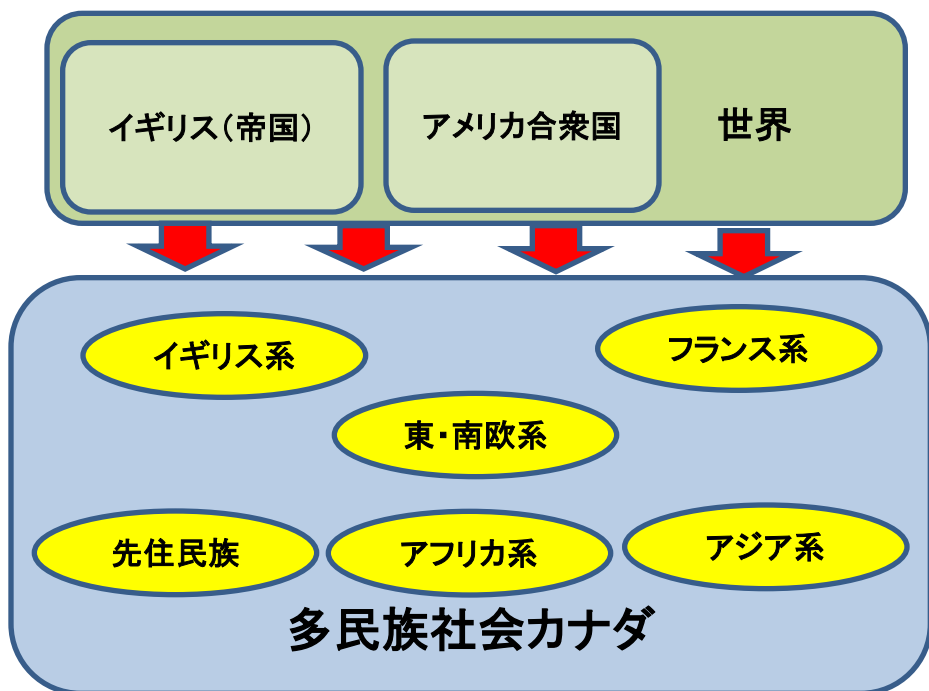 イギリス（帝国）
アメリカ合衆国
世界
イギリス系
フランス系
東・南欧系
先住民族
アフリカ系
アジア系
多民族社会カナダ